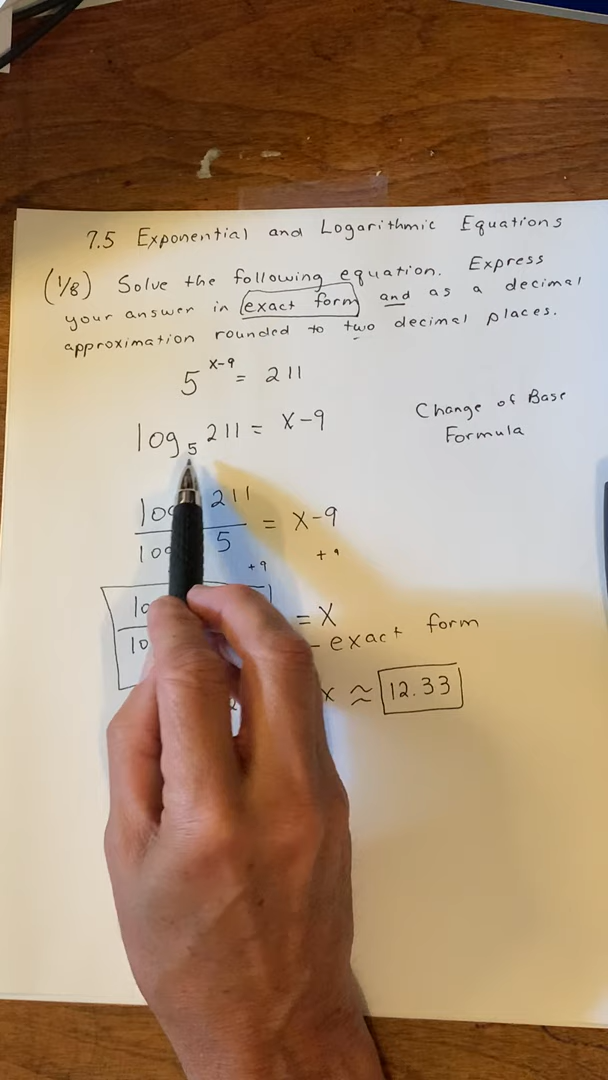 7.5 Exponential and Logarithmic Equations
(1/8) Solve the following equation. Express
your answer in exact form and as a decimal
approximation rounded to two decimal places.
5^(x-9) = 211
log₅ 211 = x-9
Change of Base
Formula
211
5
= x-9
+9
+9
= x
exact form
x ≈ 12.33